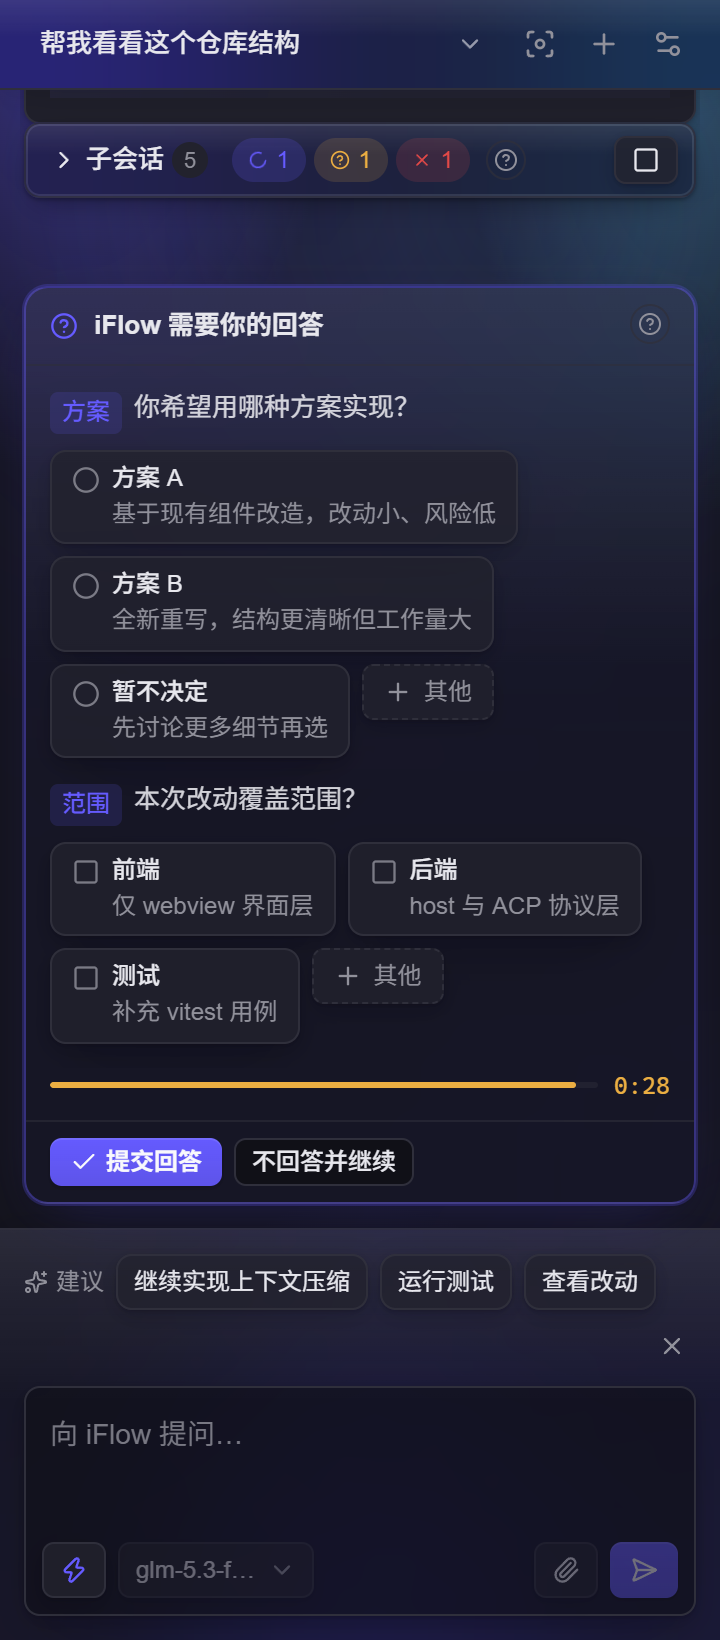 帮我看看这个仓库结构
子会话 5 1 1 1
iFlow 需要你的回答
方案 你希望用哪种方案实现?
方案 A
基于现有组件改造，改动小、风险低
方案 B
全新重写，结构更清晰但工作量大
暂不决定
先讨论更多细节再选
其他
范围 本次改动覆盖范围?
前端
仅 webview 界面层
后端
host 与 ACP 协议层
测试
补充 vitest 用例
其他
0:28
提交回答 不回答并继续
建议 继续实现上下文压缩 运行测试 查看改动
向 iFlow 提问…
glm-5.3-f…